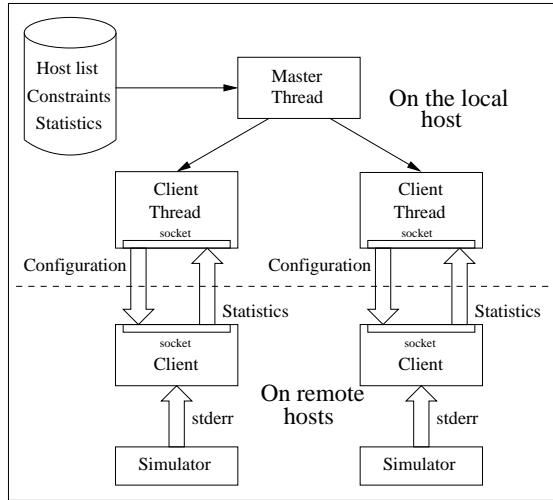 Host list
Constraints
Statistics
Master
Thread
On the local
host
Client
Thread
socket
Client
Thread
socket
Configuration
Configuration
Statistics
Statistics
socket
Client
socket
Client
On remote
hosts
stderr
stderr
Simulator
Simulator